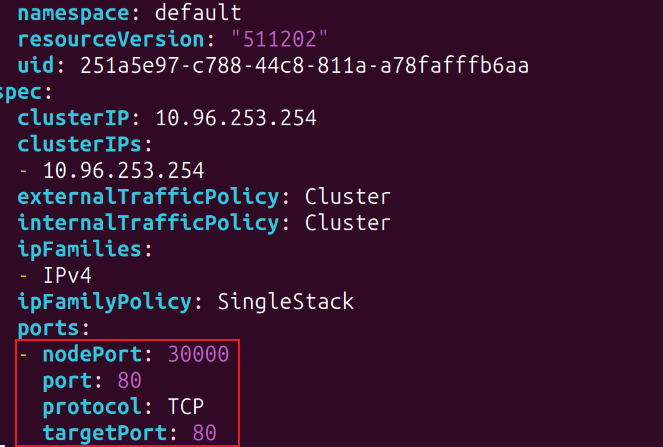 namespace: default
resourceVersion: "511202"
uid: 251a5e97-c788-44c8-811a-a78fafffb6aa
spec:
clusterIP: 10.96.253.254
clusterIPs:
- 10.96.253.254
externalTrafficPolicy: Cluster
internalTrafficPolicy: Cluster
ipFamilies:
- IPv4
ipFamilyPolicy: SingleStack
ports:
- nodePort: 30000
port: 80
protocol: TCP
targetPort: 80